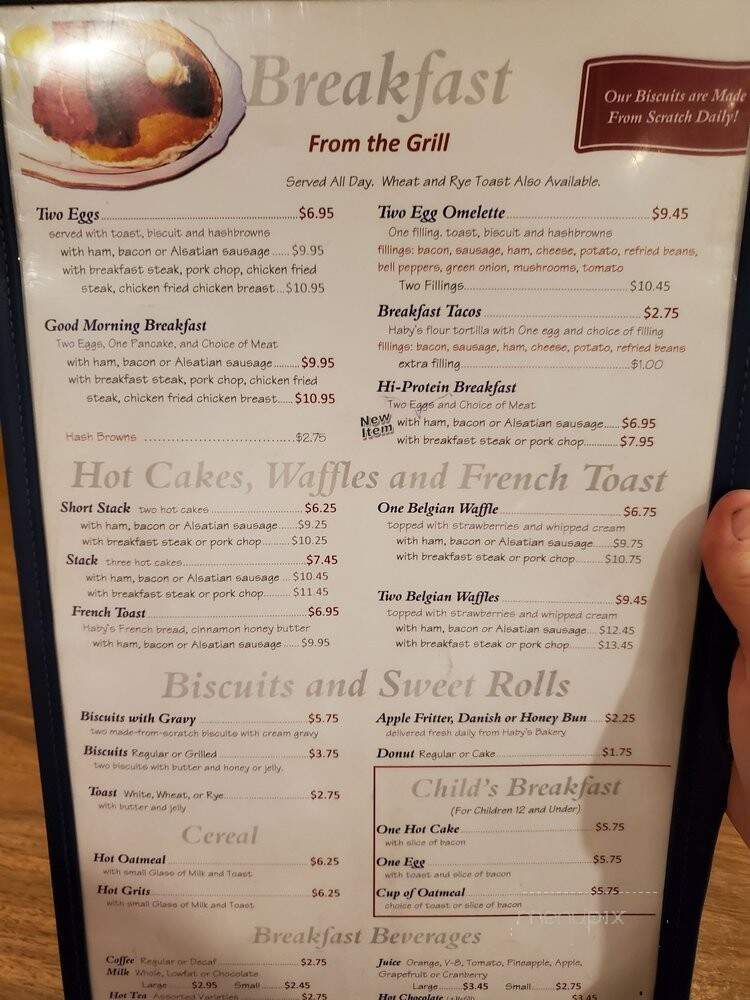 Breakfast
Our Biscuits are Made
From Scratch Daily!
From the Grill
Served All Day. Wheat and Rye Toast Also Available.
Two Eggs $6.95
served with toast, biscuit and hashbrowns
with ham, bacon or Alsatian sausage $9.95
with breakfast steak, pork chop, chicken fried
steak, chicken fried chicken breast $10.95
Good Morning Breakfast
Two Eggs, One Pancake, and Choice of Meat
with ham, bacon or Alsatian sausage $9.95
with breakfast steak, pork chop, chicken fried
steak, chicken fried chicken breast $10.95
Hash Browns $2.75
Two Egg Omelette $9.45
One filling, toast, biscuit and hashbrowns
fillings: bacon, sausage, ham, cheese, potato, refried beans,
bell peppers, green onion, mushrooms, tomato
Two Fillings $10.45
Breakfast Tacos $2.75
Haby's flour tortilla with One egg and choice of filling
fillings: bacon, sausage, ham, cheese, potato, refried beans
extra filling $1.00
Hi-Protein Breakfast
Two Eggs and Choice of Meat
New
Item
with ham, bacon or Alsatian sausage $6.95
with breakfast steak or pork chop $7.95
Hot Cakes, Waffles and French Toast
Short Stack two hot cakes $6.25
with ham, bacon or Alsatian sausage $9.25
with breakfast steak or pork chop $10.25
Stack three hot cakes $7.45
with ham, bacon or Alsatian sausage $10.45
with breakfast steak or pork chop $11.45
French Toast $6.95
Haby's French bread, cinnamon honey butter
with ham, bacon or Alsatian sausage $9.95
One Belgian Waffle $6.75
topped with strawberries and whipped cream
with ham, bacon or Alsatian sausage $9.75
with breakfast steak or pork chop $10.75
Two Belgian Waffles $9.45
topped with strawberries and whipped cream
with ham, bacon or Alsatian sausage $12.45
with breakfast steak or pork chop $13.45
Biscuits and Sweet Rolls
Biscuits with Gravy $5.75
two made-from-scratch biscuits with cream gravy
Biscuits Regular or Grilled $3.75
two biscuits with butter and honey or jelly.
Toast White, Wheat, or Rye $2.75
with butter and jelly
Apple Fritter, Danish or Honey Bun $2.25
delivered fresh daily from Haby's Bakery
Donut Regular or Cake $1.75
Cereal
Hot Oatmeal $6.25
with small Glass of Milk and Toast
Hot Grits $6.25
with small Glass of Milk and Toast
Child's Breakfast
(For Children 12 and Under)
One Hot Cake $5.75
with slice of bacon
One Egg $5.75
with toast and slice of bacon
Cup of Oatmeal $5.75
choice of toast or slice of bacon
menupix
Breakfast Beverages
Coffee Regular or Decaf $2.75
Milk Whole, Lowfat or Chocolate
Large $2.95 Small $2.45
Hot Tea Assorted Varieties $2.75
Juice Orange, V-8, Tomato, Pineapple, Apple,
Grapefruit or Cranberry
Large $3.45 Small $2.75
Hot Chocolate $3.45